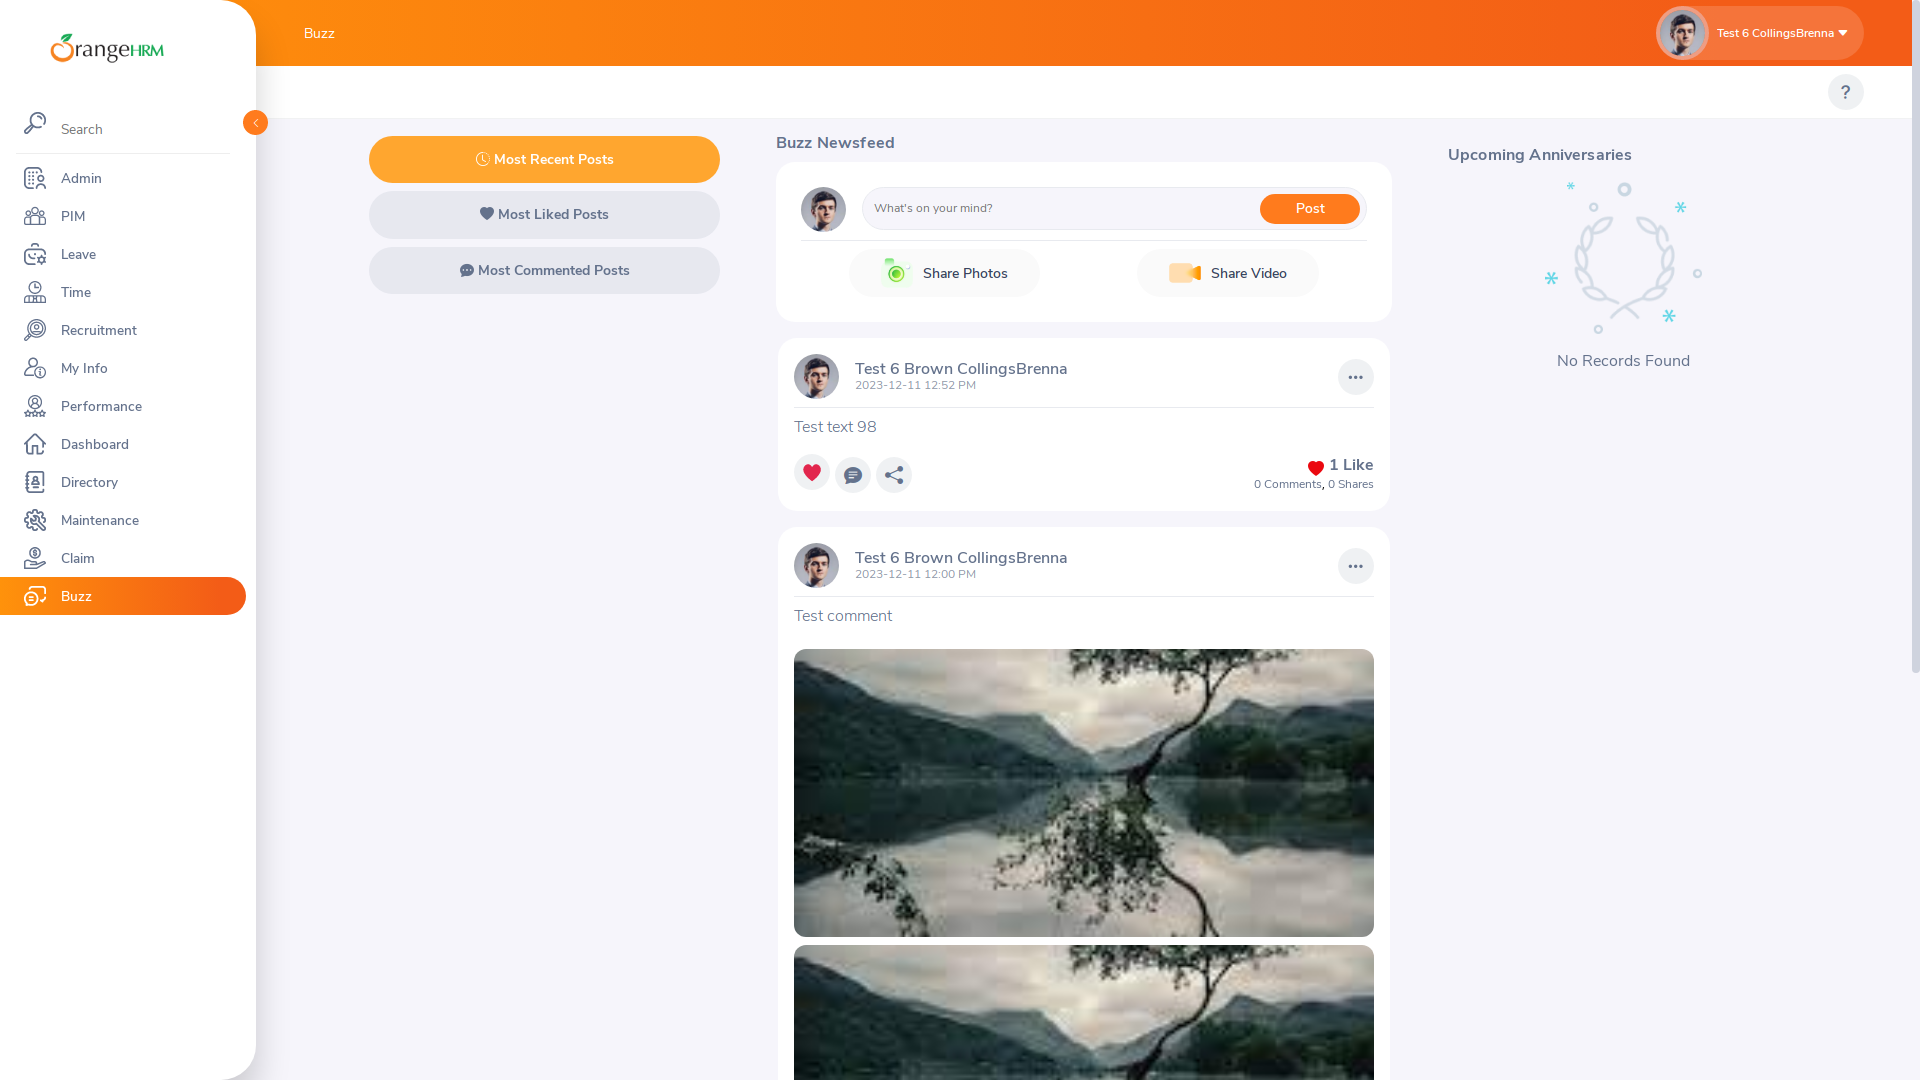 OrangeHRM
Search
Admin
PIM
Leave
Time
Recruitment
My Info
Performance
Dashboard
Directory
Maintenance
Claim
Buzz
Buzz
Test 6 CollingsBrenna
?
Most Recent Posts
Most Liked Posts
Most Commented Posts
Buzz Newsfeed
What's on your mind?
Post
Share Photos
Share Video
Test 6 Brown CollingsBrenna
2023-12-11 12:52 PM
Test text 98
1 Like
0 Comments, 0 Shares
Test 6 Brown CollingsBrenna
2023-12-11 12:00 PM
Test comment
Upcoming Anniversaries
No Records Found